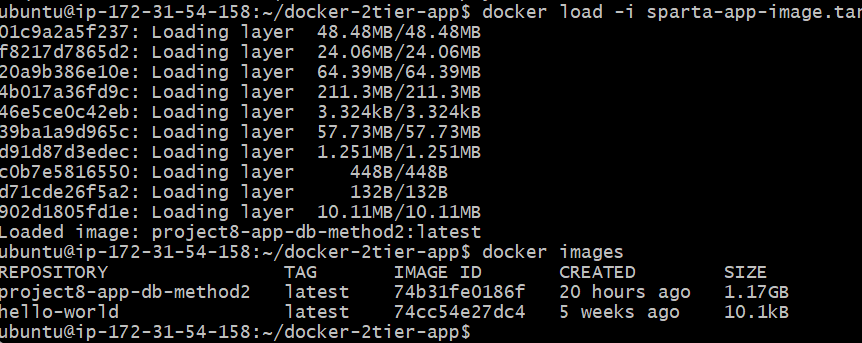 ubuntu@ip-172-31-54-158:~/docker-2tier-app$ docker load -i sparta-app-image.tar
01c9a2a5f237: Loading layer  48.48MB/48.48MB
f8217d7865d2: Loading layer  24.06MB/24.06MB
20a9b386e10e: Loading layer  64.39MB/64.39MB
4b017a36fd9c: Loading layer  211.3MB/211.3MB
46e5ce0c42eb: Loading layer  3.324kB/3.324kB
39ba1a9d965c: Loading layer  57.73MB/57.73MB
d91d87d3edec: Loading layer  1.251MB/1.251MB
c0b7e5816550: Loading layer     448B/448B
d71cde26f5a2: Loading layer     132B/132B
902d1805fd1e: Loading layer  10.11MB/10.11MB
Loaded image: project8-app-db-method2:latest
ubuntu@ip-172-31-54-158:~/docker-2tier-app$ docker images
REPOSITORY                TAG       IMAGE ID       CREATED        SIZE
project8-app-db-method2   latest    74b31fe0186f   20 hours ago   1.17GB
hello-world               latest    74cc54e27dc4   5 weeks ago    10.1kB
ubuntu@ip-172-31-54-158:~/docker-2tier-app$